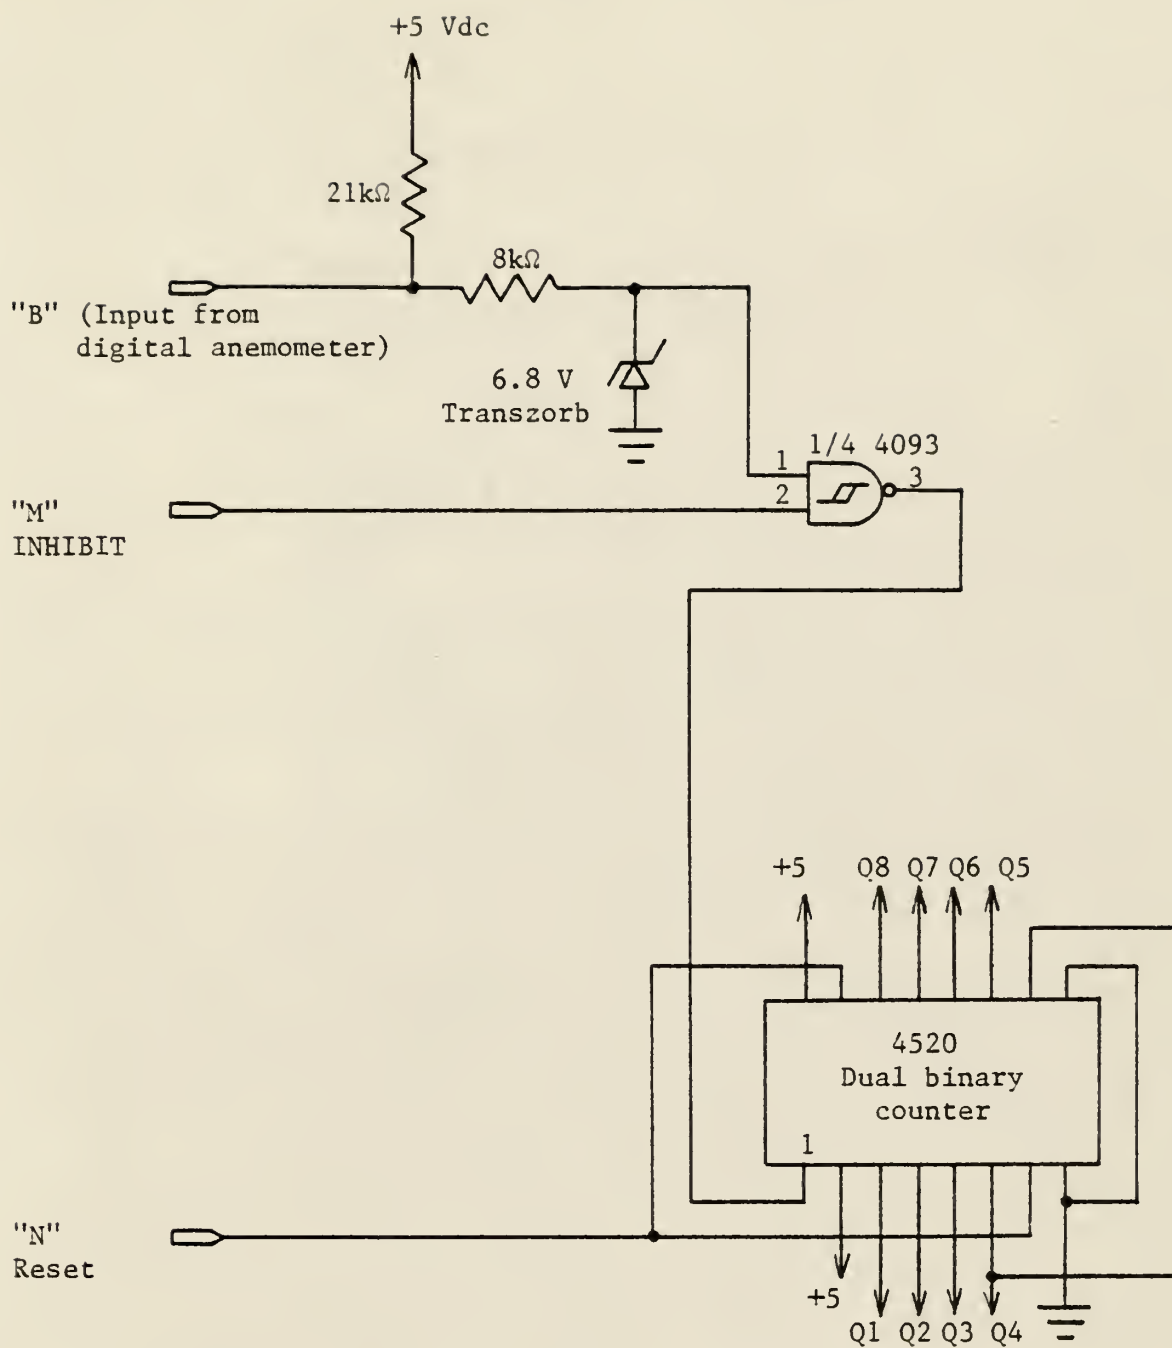 +5 Vdc
21kΩ
8kΩ
"B" (Input from
digital anemometer)
6.8 V
Transzorb
1/4 4093
1
3
2
"M"
INHIBIT
+5 Q8 Q7 Q6 Q5
4520
Dual binary
counter
1
"N"
Reset
+5
Q1 Q2 Q3 Q4